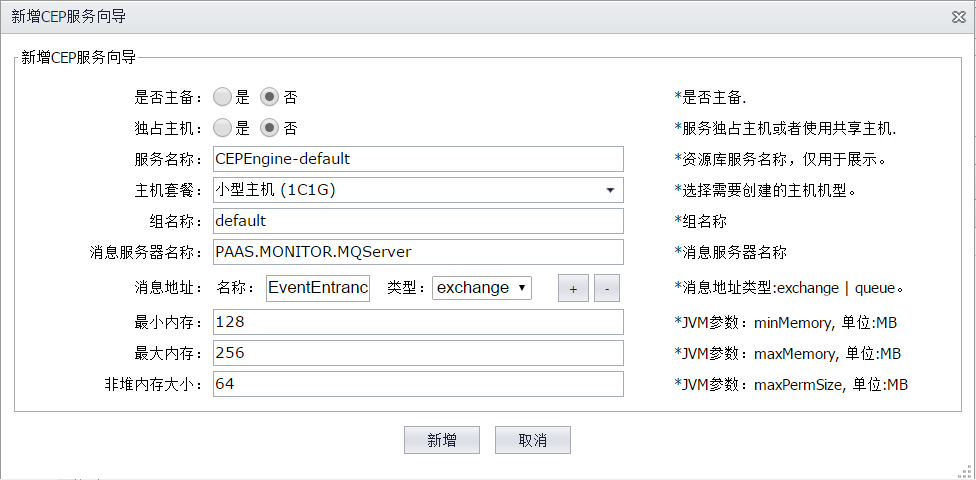 新增CEP服务向导
新增CEP服务向导
是否主备： 是 否 *是否主备.
独占主机： 是 否 *服务独占主机或者使用共享主机.
服务名称： CEPEngine-default *资源库服务名称，仅用于展示。
主机套餐： 小型主机 (1C1G) *选择需要创建的主机机型。
组名称： default *组名称
消息服务器名称： PAAS.MONITOR.MQServer *消息服务器名称
消息地址： 名称： EventEntranc 类型： exchange + - *消息地址类型:exchange | queue。
最小内存： 128 *JVM参数：minMemory, 单位:MB
最大内存： 256 *JVM参数：maxMemory, 单位:MB
非堆内存大小： 64 *JVM参数：maxPermSize, 单位:MB
新增 取消